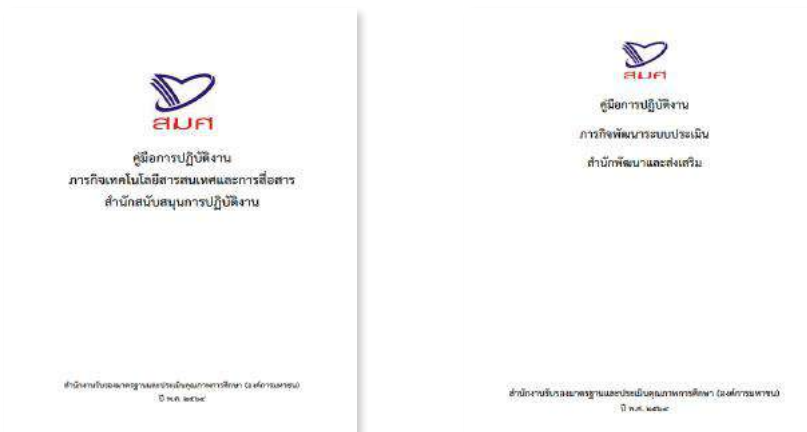 สมศ
คู่มือการปฏิบัติงาน
ภารกิจเทคโนโลยีสารสนเทศและการสื่อสาร
สำนักสนับสนุนการปฏิบัติงาน
สำนักงานรับรองมาตรฐานและประเมินคุณภาพการศึกษา (องค์การมหาชน)
ปี พ.ศ. ๒๕๖๔
สมศ
คู่มือการปฏิบัติงาน
ภารกิจพัฒนาระบบประเมิน
สำนักพัฒนาและส่งเสริม
สำนักงานรับรองมาตรฐานและประเมินคุณภาพการศึกษา (องค์การมหาชน)
ปี พ.ศ. ๒๕๖๔